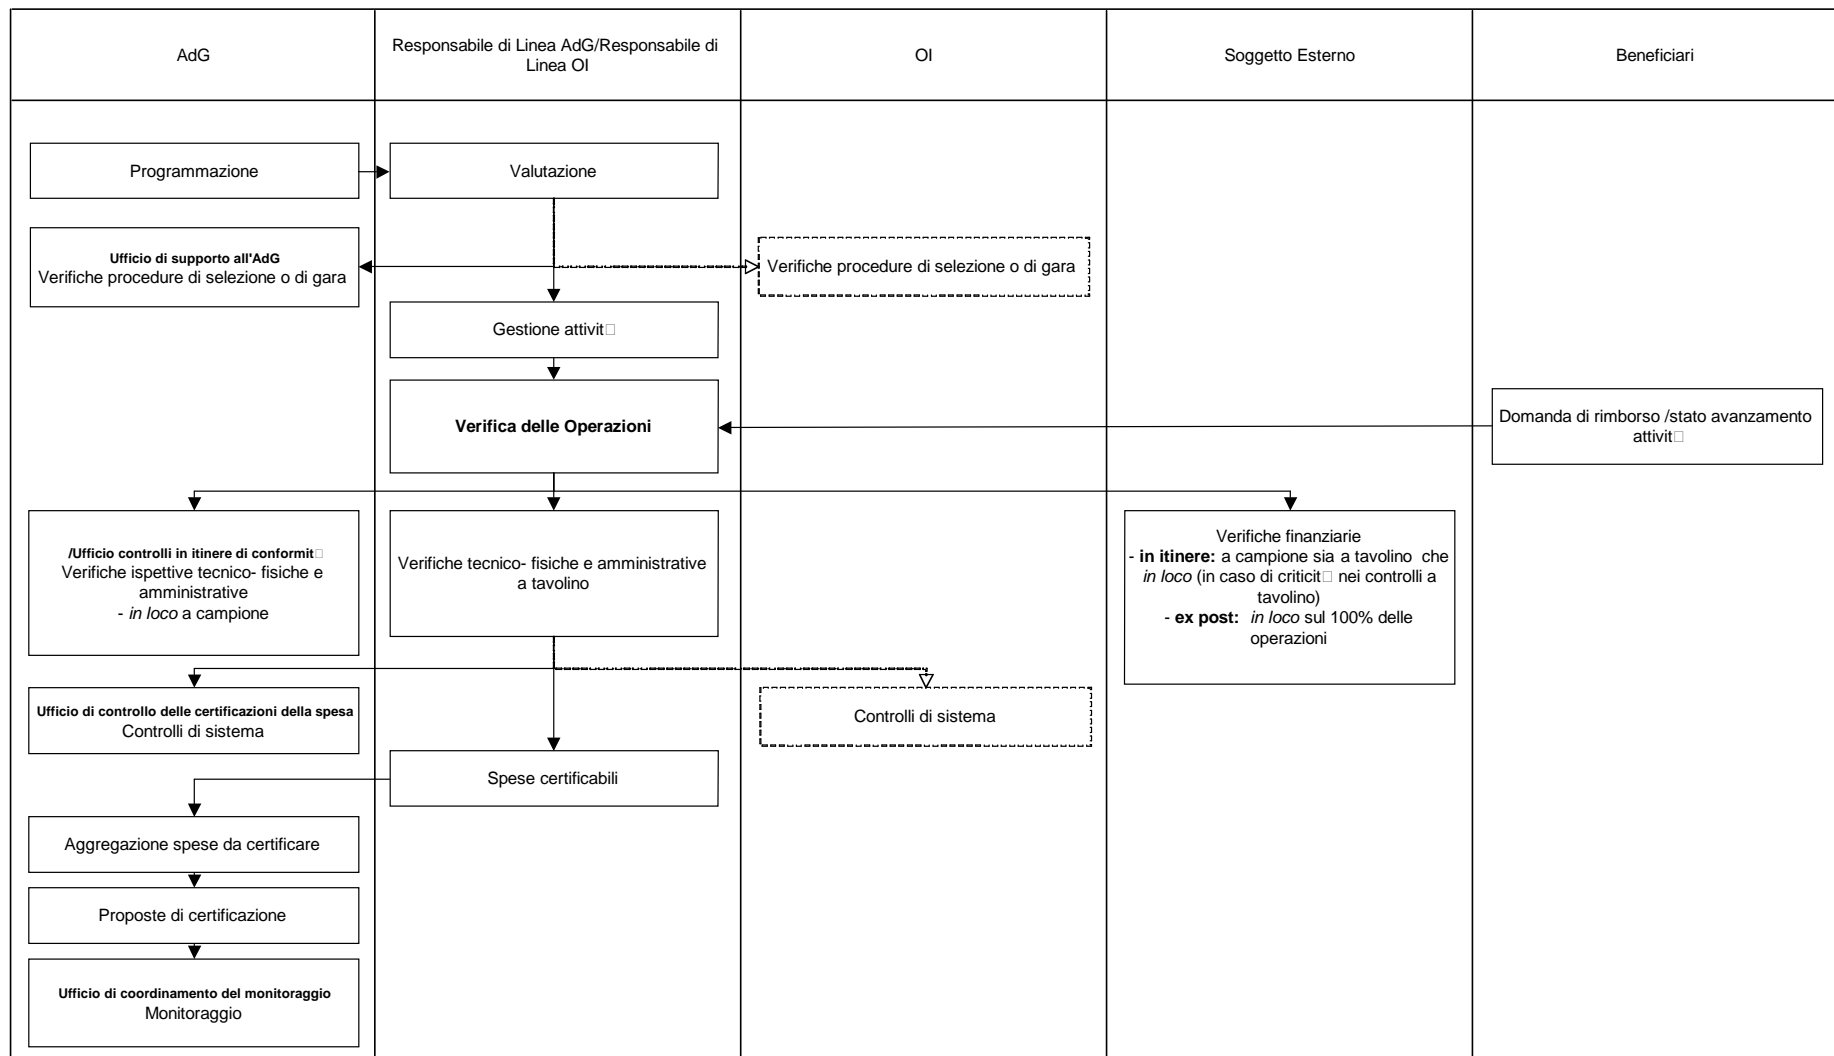 AdG
Responsabile di Linea AdG/Responsabile di
Linea OI
OI
Soggetto Esterno
Beneficiari
Programmazione
Valutazione
Ufficio di supporto all'AdG
Verifiche procedure di selezione o di gara
Verifiche procedure di selezione o di gara
Gestione attivit□
Verifica delle Operazioni
Domanda di rimborso /stato avanzamento
attivit□
/Ufficio controlli in itinere di conformit□
Verifiche ispettive tecnico- fisiche e
amministrative
- in loco a campione
Verifiche tecnico- fisiche e amministrative
a tavolino
Verifiche finanziarie
- in itinere: a campione sia a tavolino che
in loco (in caso di criticit□ nei controlli a
tavolino)
- ex post: in loco sul 100% delle
operazioni
Ufficio di controllo delle certificazioni della spesa
Controlli di sistema
Controlli di sistema
Spese certificabili
Aggregazione spese da certificare
Proposte di certificazione
Ufficio di coordinamento del monitoraggio
Monitoraggio